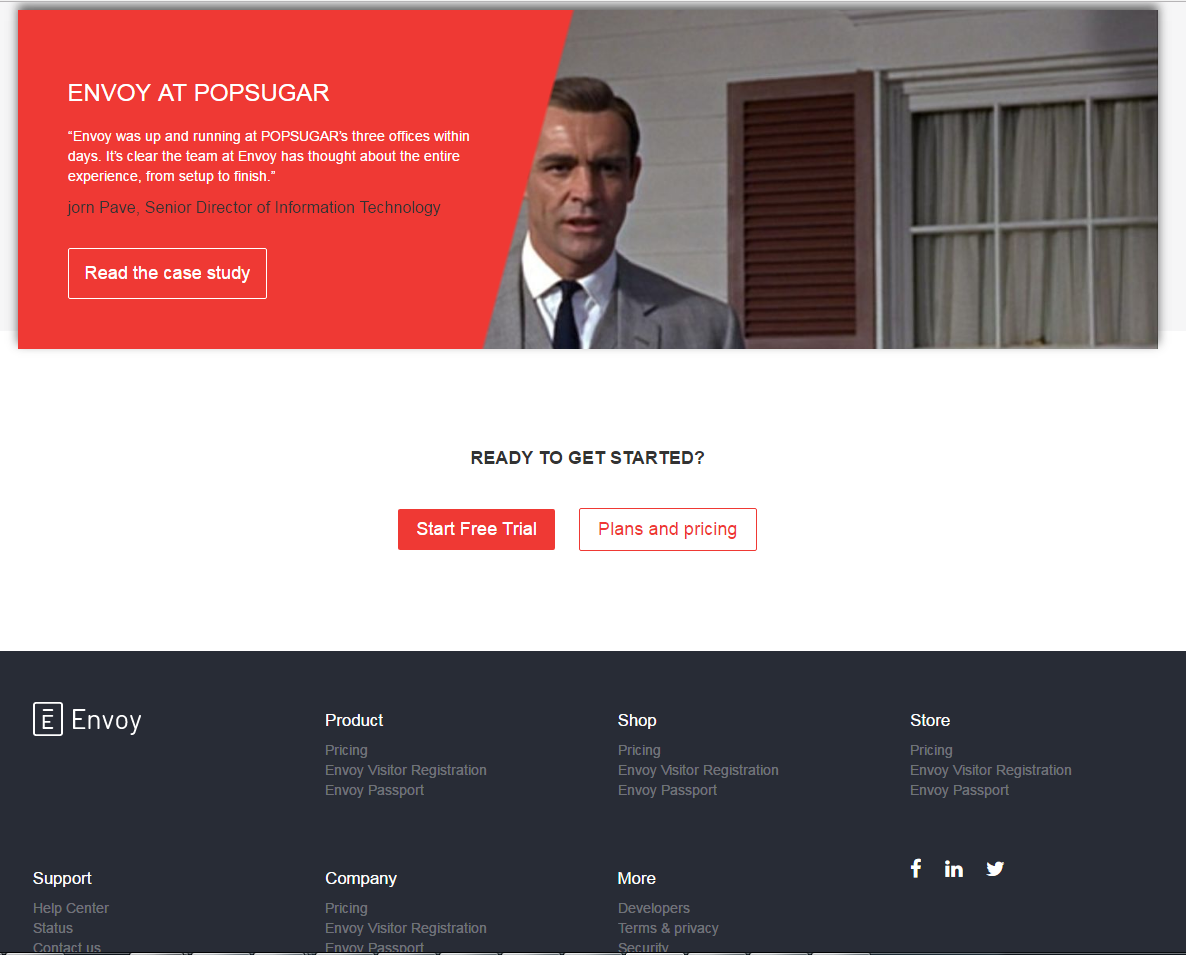 ENVOY AT POPSUGAR
“Envoy was up and running at POPSUGAR's three offices within
days. It's clear the team at Envoy has thought about the entire
experience, from setup to finish.”
jorn Pave, Senior Director of Information Technology
Read the case study
READY TO GET STARTED?
Start Free Trial
Plans and pricing
E Envoy
Product
Pricing
Envoy Visitor Registration
Envoy Passport
Shop
Pricing
Envoy Visitor Registration
Envoy Passport
Store
Pricing
Envoy Visitor Registration
Envoy Passport
Support
Help Center
Status
Contact us
Company
Pricing
Envoy Visitor Registration
Envoy Passport
More
Developers
Terms & privacy
Security